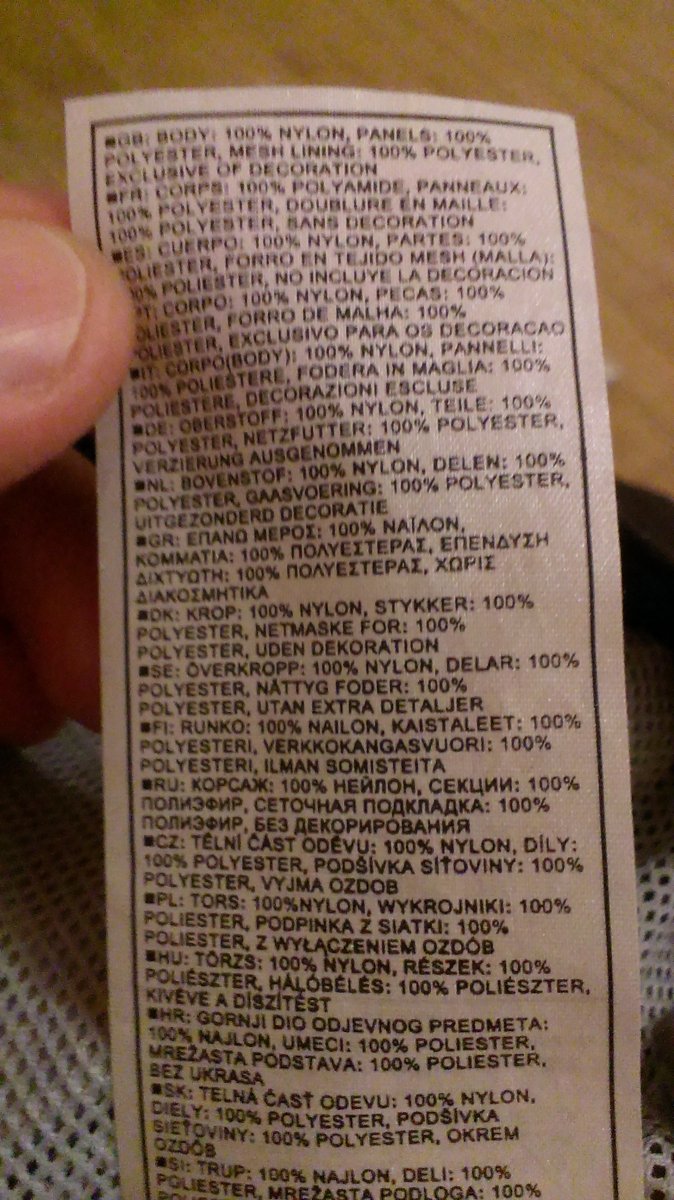 ■GB: BODY: 100% NYLON, PANELS: 100%
POLYESTER, MESH LINING: 100% POLYESTER,
EXCLUSIVE OF DECORATION
■FR: CORPS: 100% POLYAMIDE, PANNEAUX:
100% POLYESTER, DOUBLURE EN MAILLE:
100% POLYESTER, SANS DECORATION
■ES: CUERPO: 100% NYLON, PARTES: 100%
OLIESTER, FORRO EN TEJIDO MESH (MALLA):
00% POLIESTER, NO INCLUYE LA DECORACION
PT: CORPO: 100% NYLON, PECAS: 100%
OLIESTER, FORRO DE MALHA: 100%
OLIESTER, EXCLUSIVO PARA OS DECORACAO
■IT: CORPO(BODY): 100% NYLON, PANNELLI:
100% POLIESTERE, FODERA IN MAGLIA: 100%
POLIESTERE, DECORAZIONI ESCLUSE
■DE: OBERSTOFF: 100% NYLON, TEILE: 100%
POLYESTER, NETZFUTTER: 100% POLYESTER,
VERZIERUNG AUSGENOMMEN
■NL: BOVENSTOF: 100% NYLON, DELEN: 100%
POLYESTER, GAASVOERING: 100% POLYESTER,
UITGEZONDERD DECORATIE
■GR: ΕΠΑΝΩ ΜΕΡΟΣ: 100% ΝΑΪΛΟΝ,
ΚΟΜΜΑΤΙΑ: 100% ΠΟΛΥΕΣΤΕΡΑΣ, ΕΠΕΝΔΥΣΗ
ΔΙΧΤΥΩΤΗ: 100% ΠΟΛΥΕΣΤΕΡΑΣ, ΧΩΡΙΣ
ΔΙΑΚΟΣΜΗΤΙΚΑ
■DK: KROP: 100% NYLON, STYKKER: 100%
POLYESTER, NETMASKE FOR: 100%
POLYESTER, UDEN DEKORATION
■SE: ÖVERKROPP: 100% NYLON, DELAR: 100%
POLYESTER, NÄTTYG FODER: 100%
POLYESTER, UTAN EXTRA DETALJER
■FI: RUNKO: 100% NAILON, KAISTALEET: 100%
POLYESTERI, VERKKOKANGASVUORI: 100%
POLYESTERI, ILMAN SOMISTEITA
■RU: КОРСАЖ: 100% НЕЙЛОН, СЕКЦИИ: 100%
ПОЛИЭФИР, СЕТОЧНАЯ ПОДКЛАДКА: 100%
ПОЛИЭФИР, БЕЗ ДЕКОРИРОВАНИЯ
■CZ: TĚLNÍ ČÁST ODĚVU: 100% NYLON, DÍLY:
100% POLYESTER, PODŠÍVKA SÍŤOVINY: 100%
POLYESTER, VYJMA OZDOB
■PL: TORS: 100%NYLON, WYKROJNIKI: 100%
POLIESTER, PODPINKA Z SIATKI: 100%
POLIESTER, Z WYŁĄCZENIEM OZDÓB
■HU: TÖRZS: 100% NYLON, RÉSZEK: 100%
POLIÉSZTER, HÁLÓBÉLÉS: 100% POLIÉSZTER,
KIVÉVE A DÍSZÍTÉST
■HR: GORNJI DIO ODJEVNOG PREDMETA:
100% NAJLON, UMECI: 100% POLIESTER,
MREŽASTA PODSTAVA: 100% POLIESTER,
BEZ UKRASA
■SK: TELNÁ ČASŤ ODEVU: 100% NYLON,
DIELY: 100% POLYESTER, PODŠÍVKA
SIEŤOVINY: 100% POLYESTER, OKREM
OZDÔB
■SI: TRUP: 100% NAJLON, DELI: 100%
POLIESTER, MREŽASTA PODLOGA: 100%